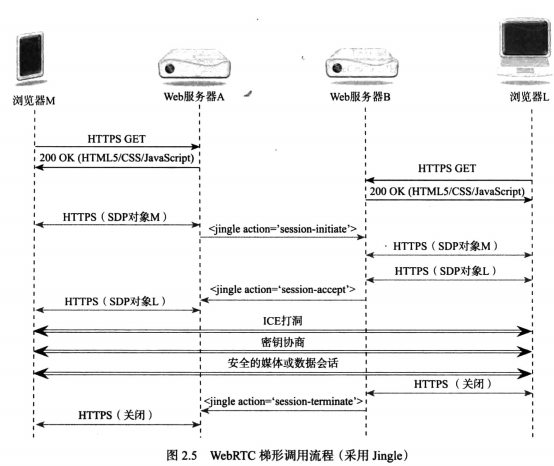 浏览器M
Web服务器A
Web服务器B
浏览器L
HTTPS GET
200 OK (HTML5/CSS/JavaScript)
HTTPS GET
200 OK (HTML5/CSS/JavaScript)
HTTPS（SDP对象M）
<jingle action='session-initiate'>
HTTPS（SDP对象M）
HTTPS（SDP对象L）
<jingle action='session-accept'>
HTTPS（SDP对象L）
ICE打洞
密钥协商
安全的媒体或数据会话
HTTPS （关闭）
<jingle action='session-terminate'>
HTTPS（关闭）
图 2.5 WebRTC 梯形调用流程（采用 Jingle）